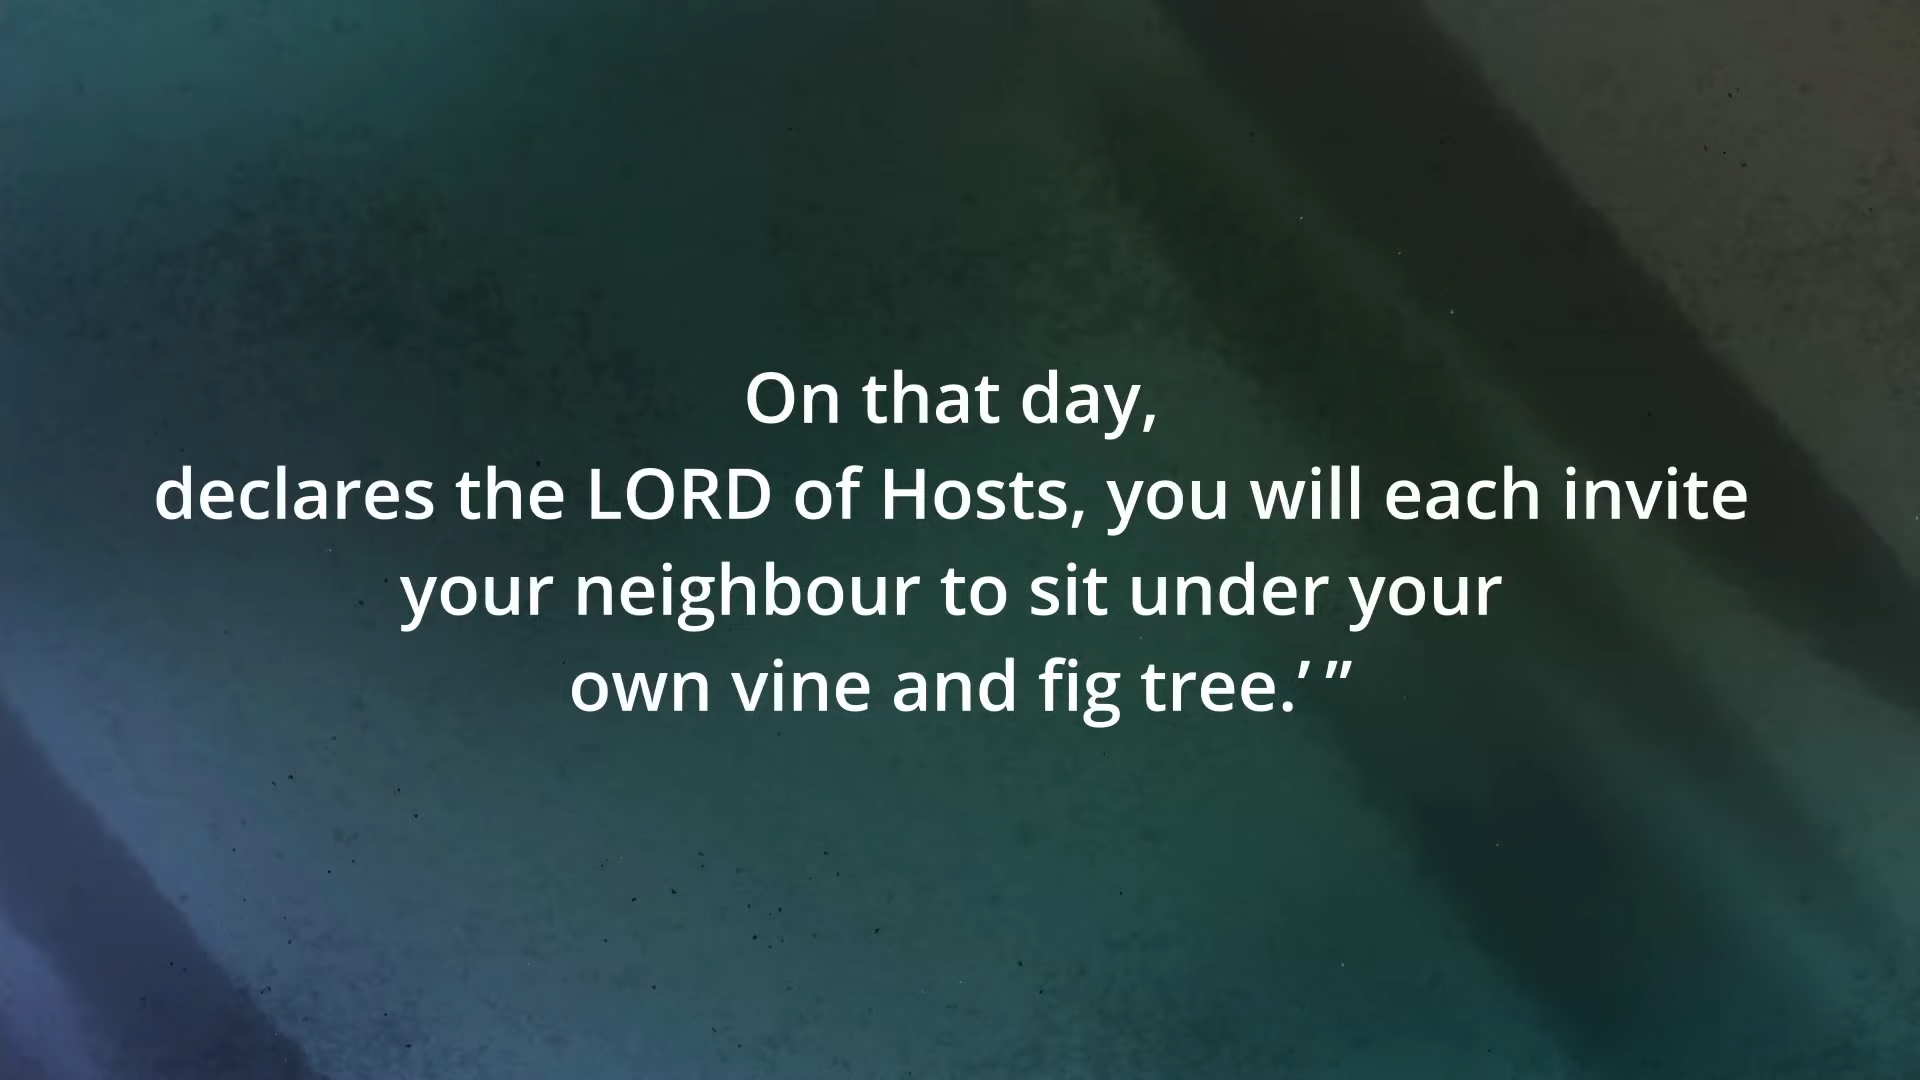 On that day,
declares the LORD of Hosts, you will each invite
your neighbour to sit under your
own vine and fig tree.’ ”